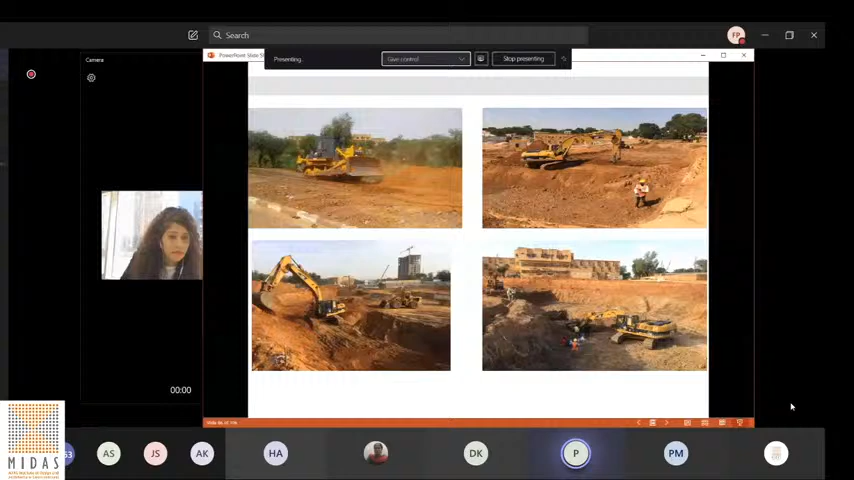 Search
FP
Camera
PowerPoint Slide S
Presenting
Give control
Stop presenting
00:00
AS
JS
AK
HA
DK
P
PM
MIDAS